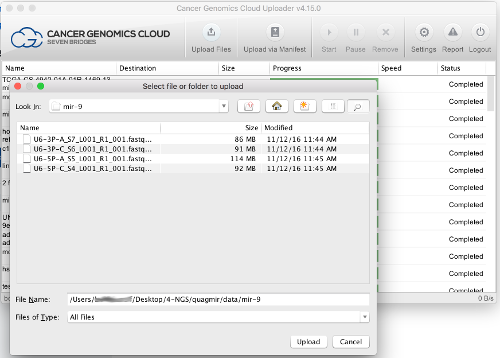 Cancer Genomics Cloud Uploader v4.15.0
CANCER GENOMICS CLOUD
SEVEN BRIDGES
Upload Files Upload via Manifest Start Pause Remove Settings Report Logout
Name Destination Size Progress Speed Status
Completed
Select file or folder to upload
Look In: mir-9
Completed
Completed
Name Size Modified
Completed
U6-3P-A_S7_L001_R1_001.fastq... 86 MB 11/12/16 11:44 AM
U6-3P-C_S6_L001_R1_001.fastq... 91 MB 11/12/16 11:44 AM
Completed
U6-5P-A_S5_L001_R1_001.fastq... 114 MB 11/12/16 11:45 AM
U6-5P-C_S4_L001_R1_001.fastq... 92 MB 11/12/16 11:45 AM
Completed
Completed
Completed
Completed
Completed
Completed
Completed
Completed
0 B/s
File Name: /Users/ /Desktop/4-NGS/quagmir/data/mir-9
Files of Type: All Files
Upload Cancel